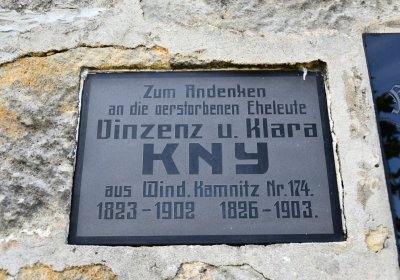 Zum Andenken
an die verstorbenen Eheleute
Vinzenz u. Klara
KNY
aus Wind. Kamnitz Nr. 174.
1823-1902 1826-1903.